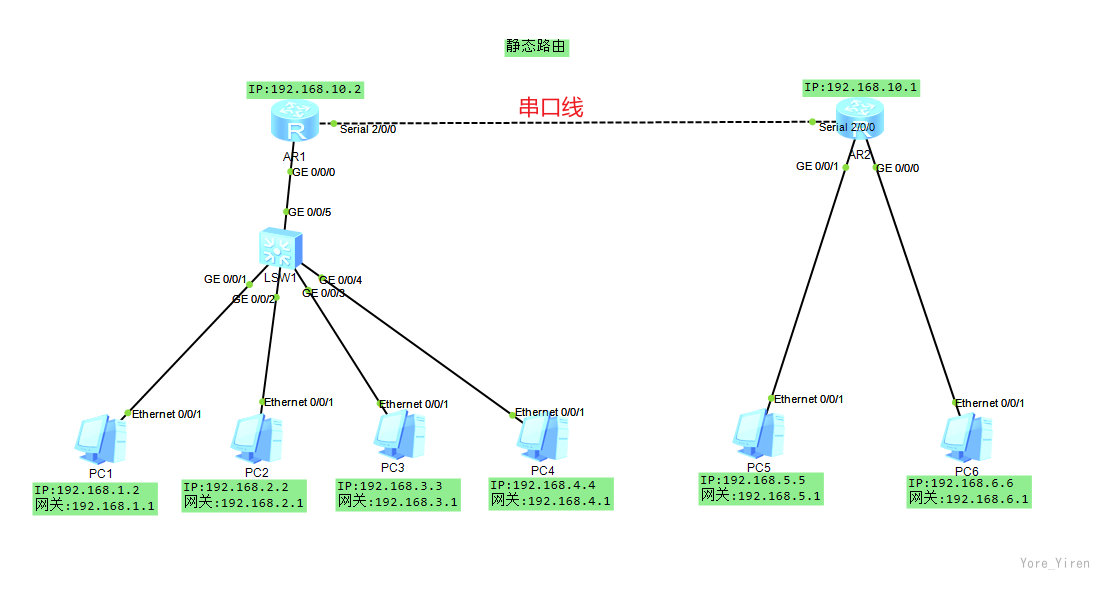 静态路由
IP:192.168.10.2
IP:192.168.10.1
串口线
Serial 2/0/0
Serial 2/0/0
AR1
AR2
GE 0/0/0
GE 0/0/1
GE 0/0/0
GE 0/0/5
LSW1
GE 0/0/1
GE 0/0/4
GE 0/0/2
GE 0/0/3
Ethernet 0/0/1
Ethernet 0/0/1
Ethernet 0/0/1
Ethernet 0/0/1
Ethernet 0/0/1
Ethernet 0/0/1
PC1
IP:192.168.1.2
网关:192.168.1.1
PC2
IP:192.168.2.2
网关:192.168.2.1
PC3
IP:192.168.3.3
网关:192.168.3.1
PC4
IP:192.168.4.4
网关:192.168.4.1
PC5
IP:192.168.5.5
网关:192.168.5.1
PC6
IP:192.168.6.6
网关:192.168.6.1
Yore_Yiren